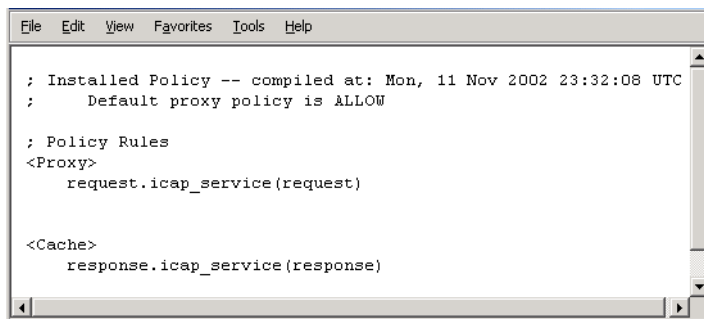 File Edit View Favorites Tools Help
; Installed Policy -- compiled at: Mon, 11 Nov 2002 23:32:08 UTC
; Default proxy policy is ALLOW
; Policy Rules
<Proxy>
request.icap_service(request)
<Cache>
response.icap_service(response)